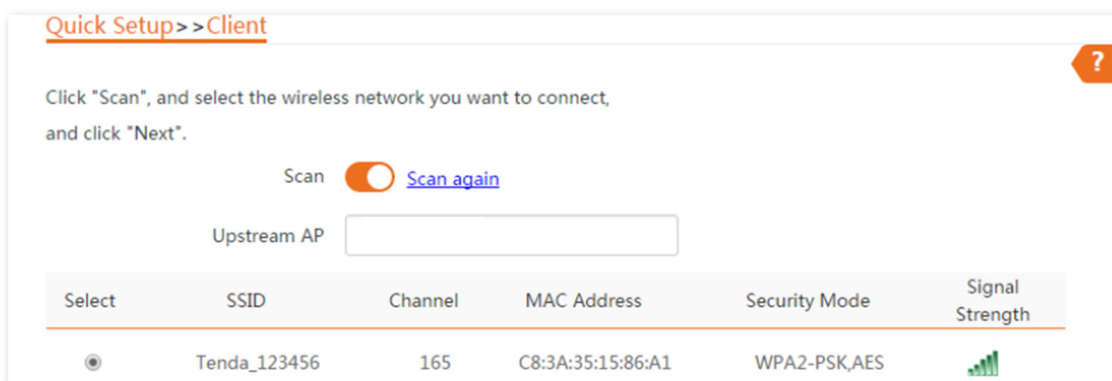 Quick Setup>>Client
?
Click "Scan", and select the wireless network you want to connect,
and click "Next".
Scan Scan again
Upstream AP
Select SSID Channel MAC Address Security Mode Signal Strength
Tenda_123456 165 C8:3A:35:15:86:A1 WPA2-PSK,AES